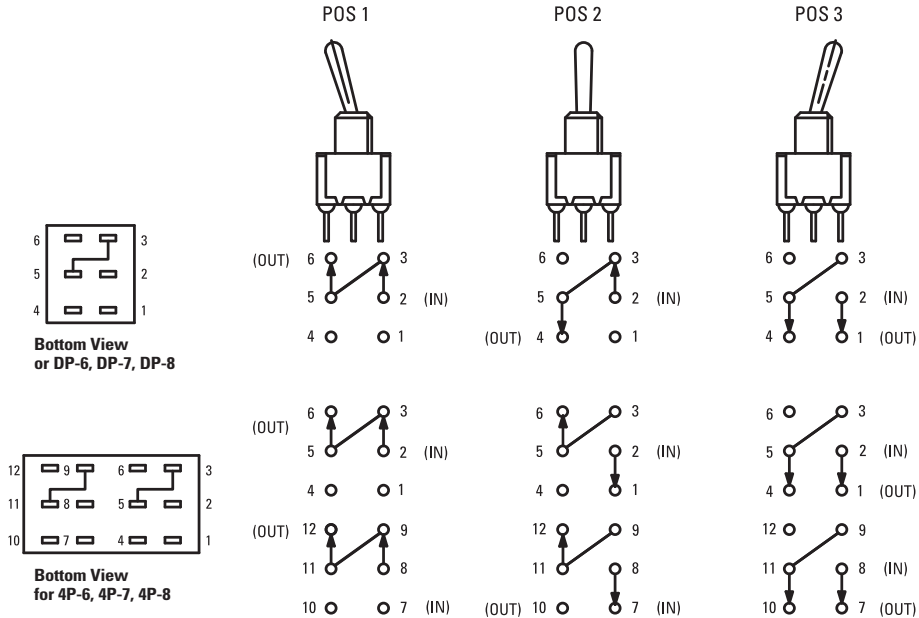 POS 1 POS 2 POS 3
6 3
5 2
4 1
Bottom View
or DP-6, DP-7, DP-8
(OUT) 6 3
5 2 (IN)
4 1
6 3
5 2 (IN)
(OUT) 4 1
6 3
5 2 (IN)
4 1 (OUT)
12 9 6 3
11 8 5 2
10 7 4 1
Bottom View
for 4P-6, 4P-7, 4P-8
(OUT) 6 3
5 2 (IN)
4 1
(OUT) 12 9
11 8
10 7 (IN)
6 3
5 2 (IN)
4 1
12 9
11 8
(OUT) 10 7 (IN)
6 3
5 2 (IN)
4 1 (OUT)
12 9
11 8 (IN)
10 7 (OUT)